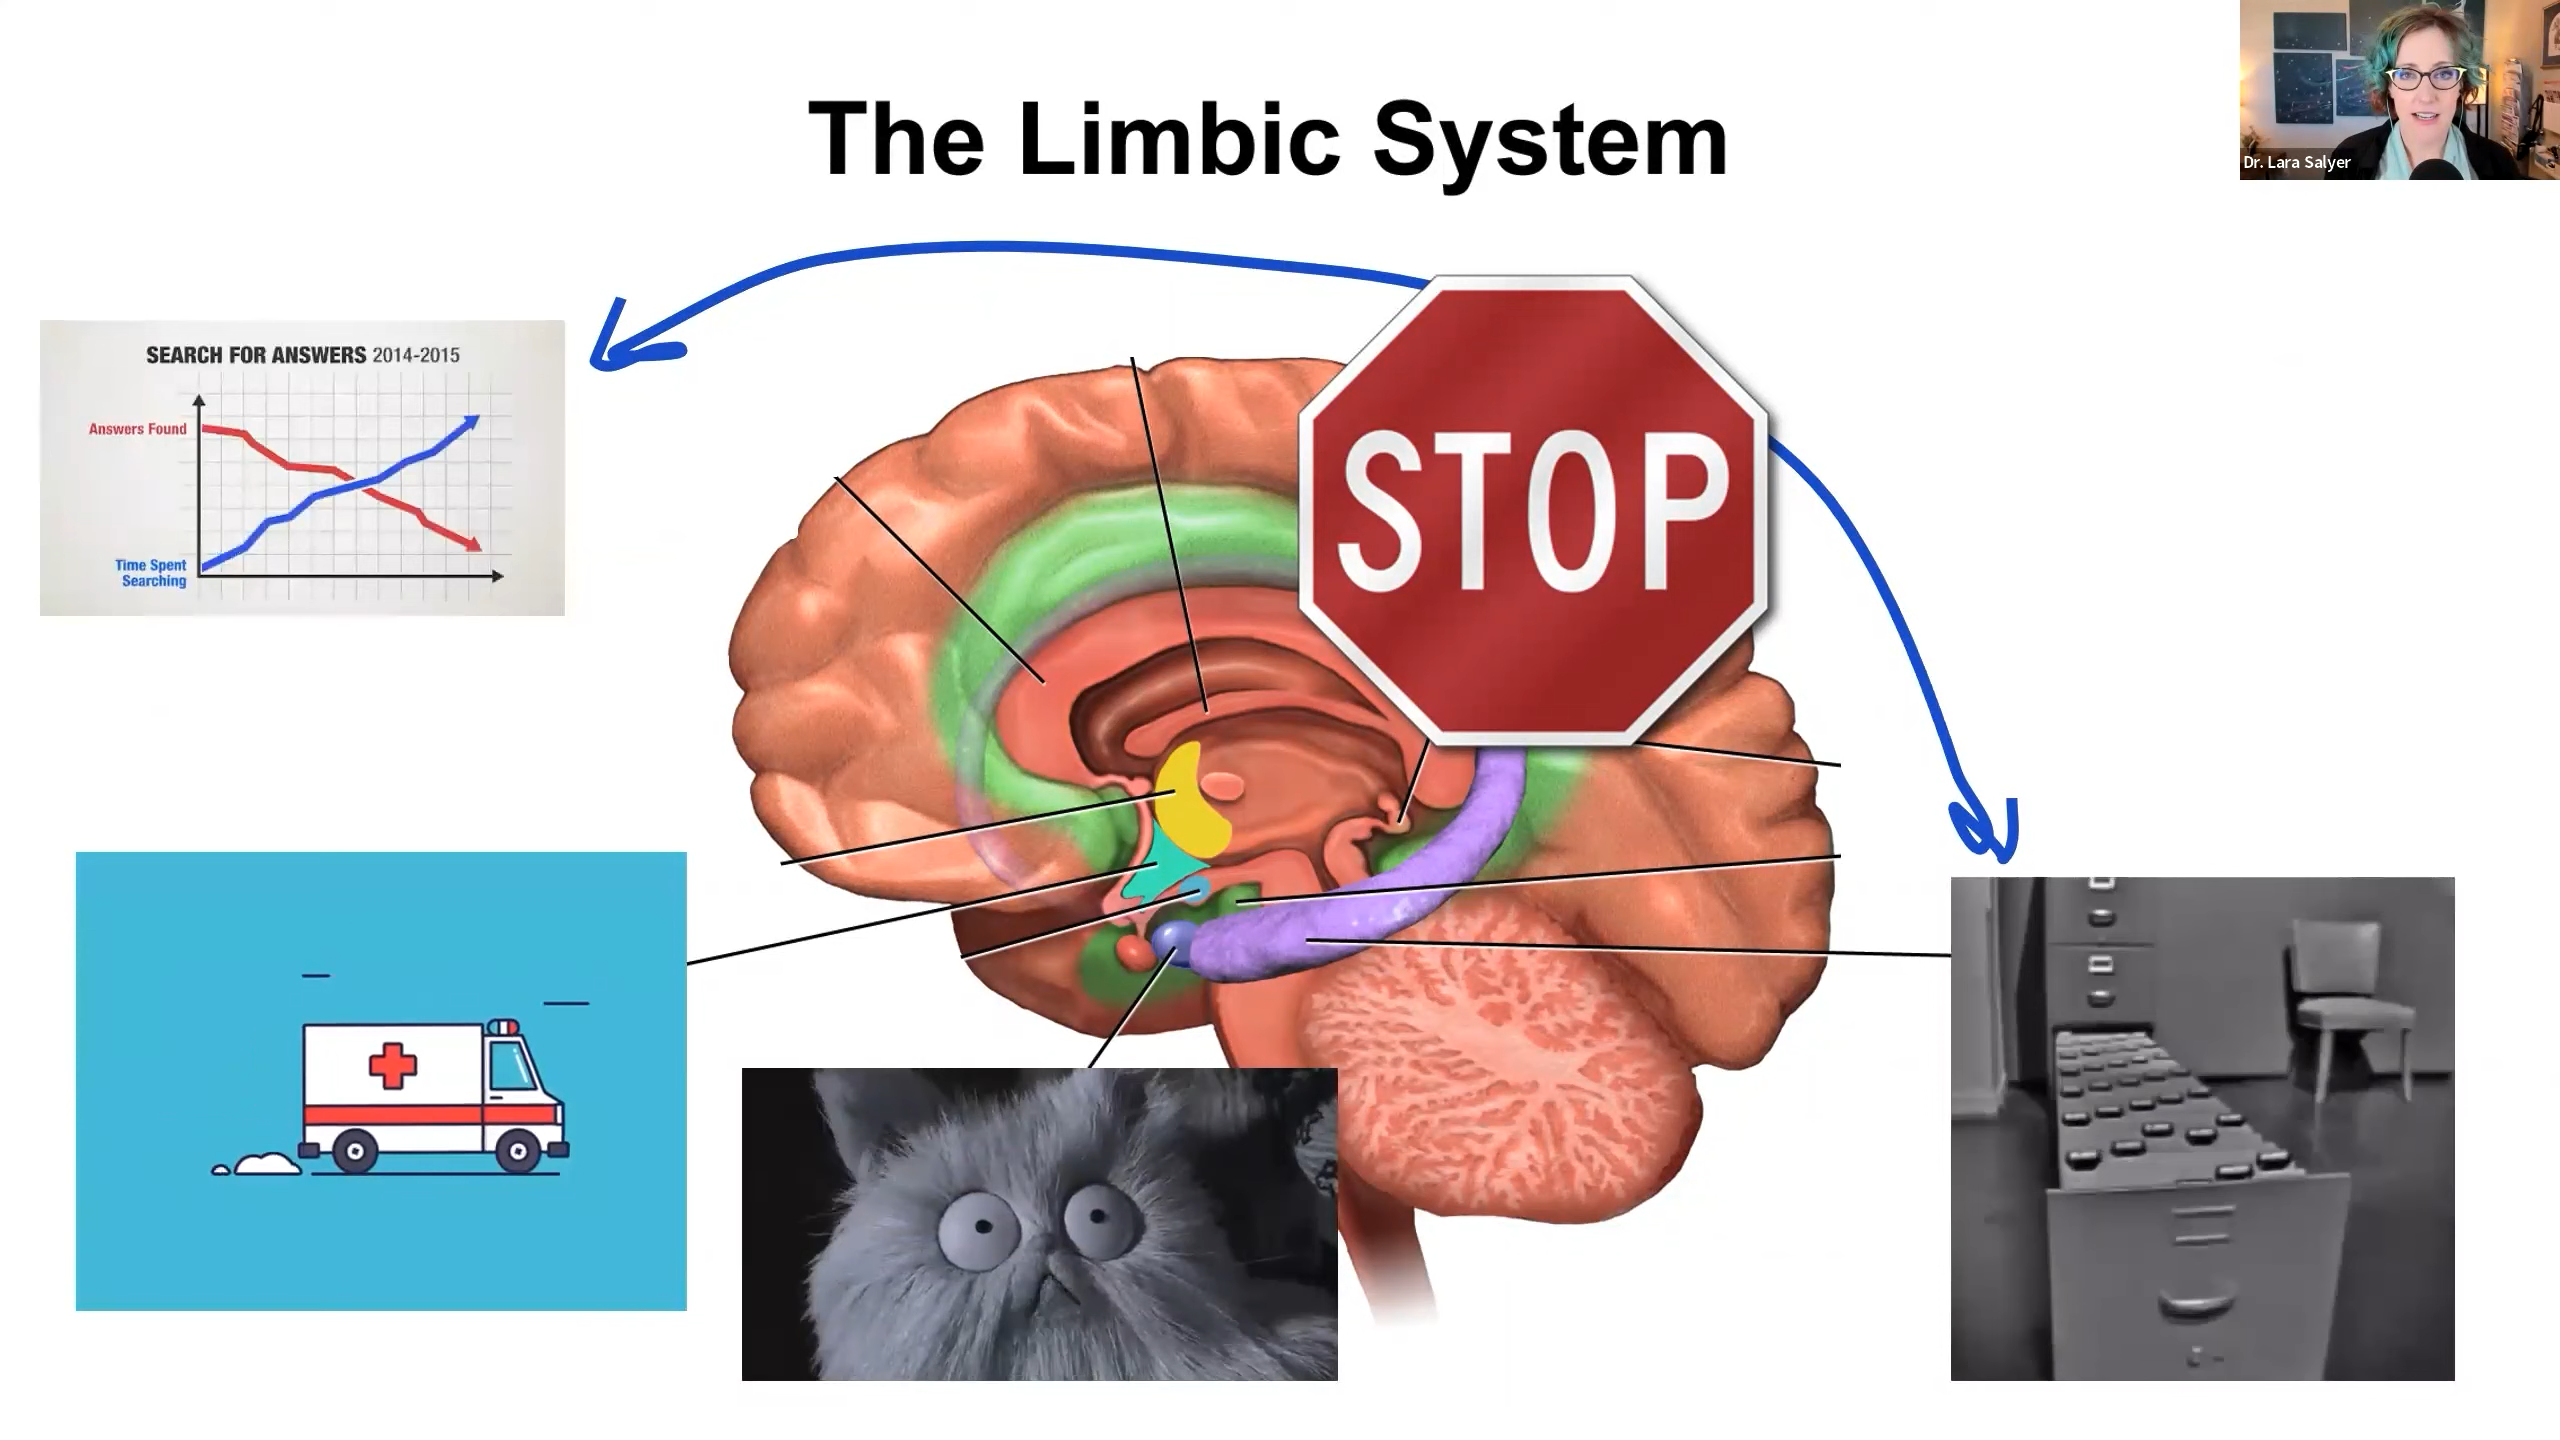 Dr. Lara Salyer
The Limbic System
SEARCH FOR ANSWERS 2014-2015
Answers Found
Time Spent
Searching
STOP